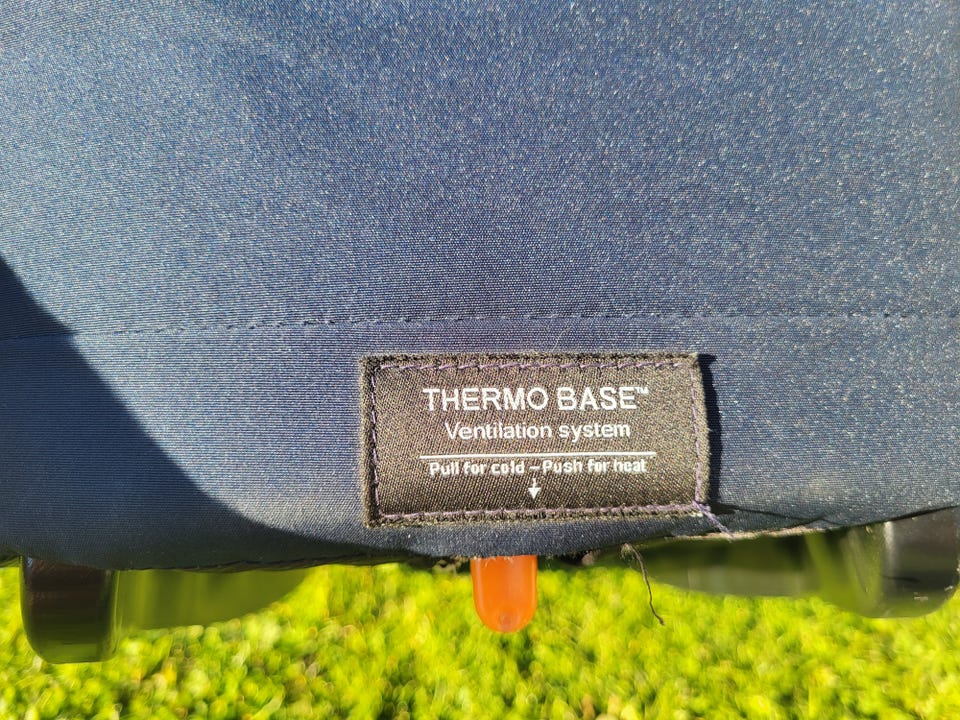 THERMO BASE™
Ventilation system
Pull for cold - Push for heat